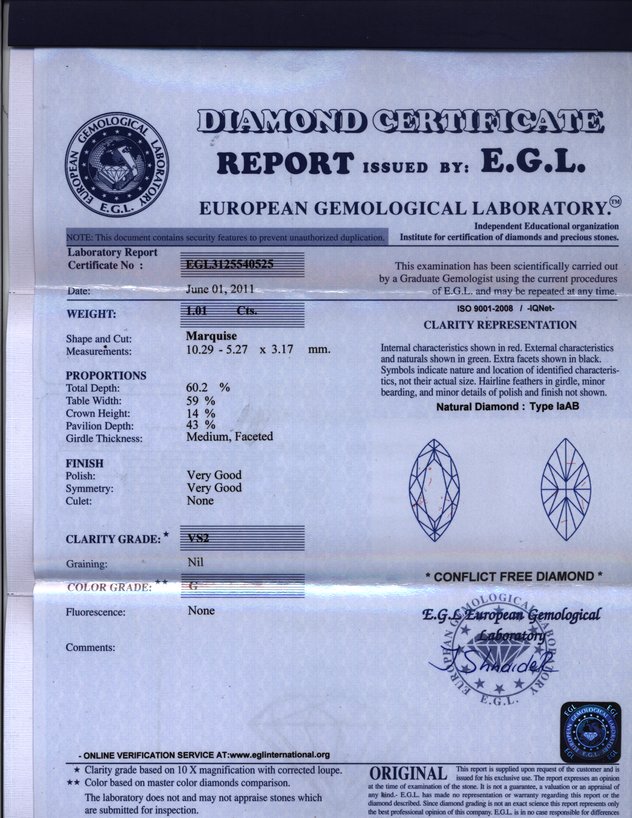 DIAMOND CERTIFICATE
REPORT ISSUED BY: E.G.L.
EUROPEAN GEMOLOGICAL LABORATORY.™
EUROPEAN GEMOLOGICAL LABORATORY
E.G.L.
Independent Educational organization
NOTE: This document contains security features to prevent unauthorized duplication.
Institute for certification of diamonds and precious stones.
Laboratory Report
Certificate No : EGL3125540525
Date: June 01, 2011
WEIGHT: 1.01 Cts.
Shape and Cut: Marquise
Measurements: 10.29 - 5.27 x 3.17 mm.
PROPORTIONS
Total Depth: 60.2 %
Table Width: 59 %
Crown Height: 14 %
Pavilion Depth: 43 %
Girdle Thickness: Medium, Faceted
FINISH
Polish: Very Good
Symmetry: Very Good
Culet: None
CLARITY GRADE: * VS2
Graining: Nil
COLOR GRADE: ** G
Fluorescence: None
Comments:
This examination has been scientifically carried out
by a Graduate Gemologist using the current procedures
of E.G.L. and may be repeated at any time.
ISO 9001-2008 / -IQNet-
CLARITY REPRESENTATION
Internal characteristics shown in red. External characteristics
and naturals shown in green. Extra facets shown in black.
Symbols indicate nature and location of identified characteris-
tics, not their actual size. Hairline feathers in girdle, minor
bearding, and minor details of polish and finish not shown.
Natural Diamond : Type IaAB
* CONFLICT FREE DIAMOND *
E.G.L European Gemological
Laboratory
EUROPEAN GEMOLOGICAL LABORATORY
E.G.L.
- ONLINE VERIFICATION SERVICE AT:www.eglinternational.org
* Clarity grade based on 10 X magnification with corrected loupe.
** Color based on master color diamonds comparison.
The laboratory does not and may not appraise stones which
are submitted for inspection.
ORIGINAL This report is supplied upon request of the customer and is
issued for his exclusive use. The report expresses an opinion
at the time of examination of the stone. It is not a guarantee, a valuation or an appraisal of
any kind.- E.G.L. has made no representation or warranty regarding this report or the
diamond described. Since diamond grading is not an exact science this report represents only
the best professional opinion of this company. E.G.L. is in no case responsible for differences